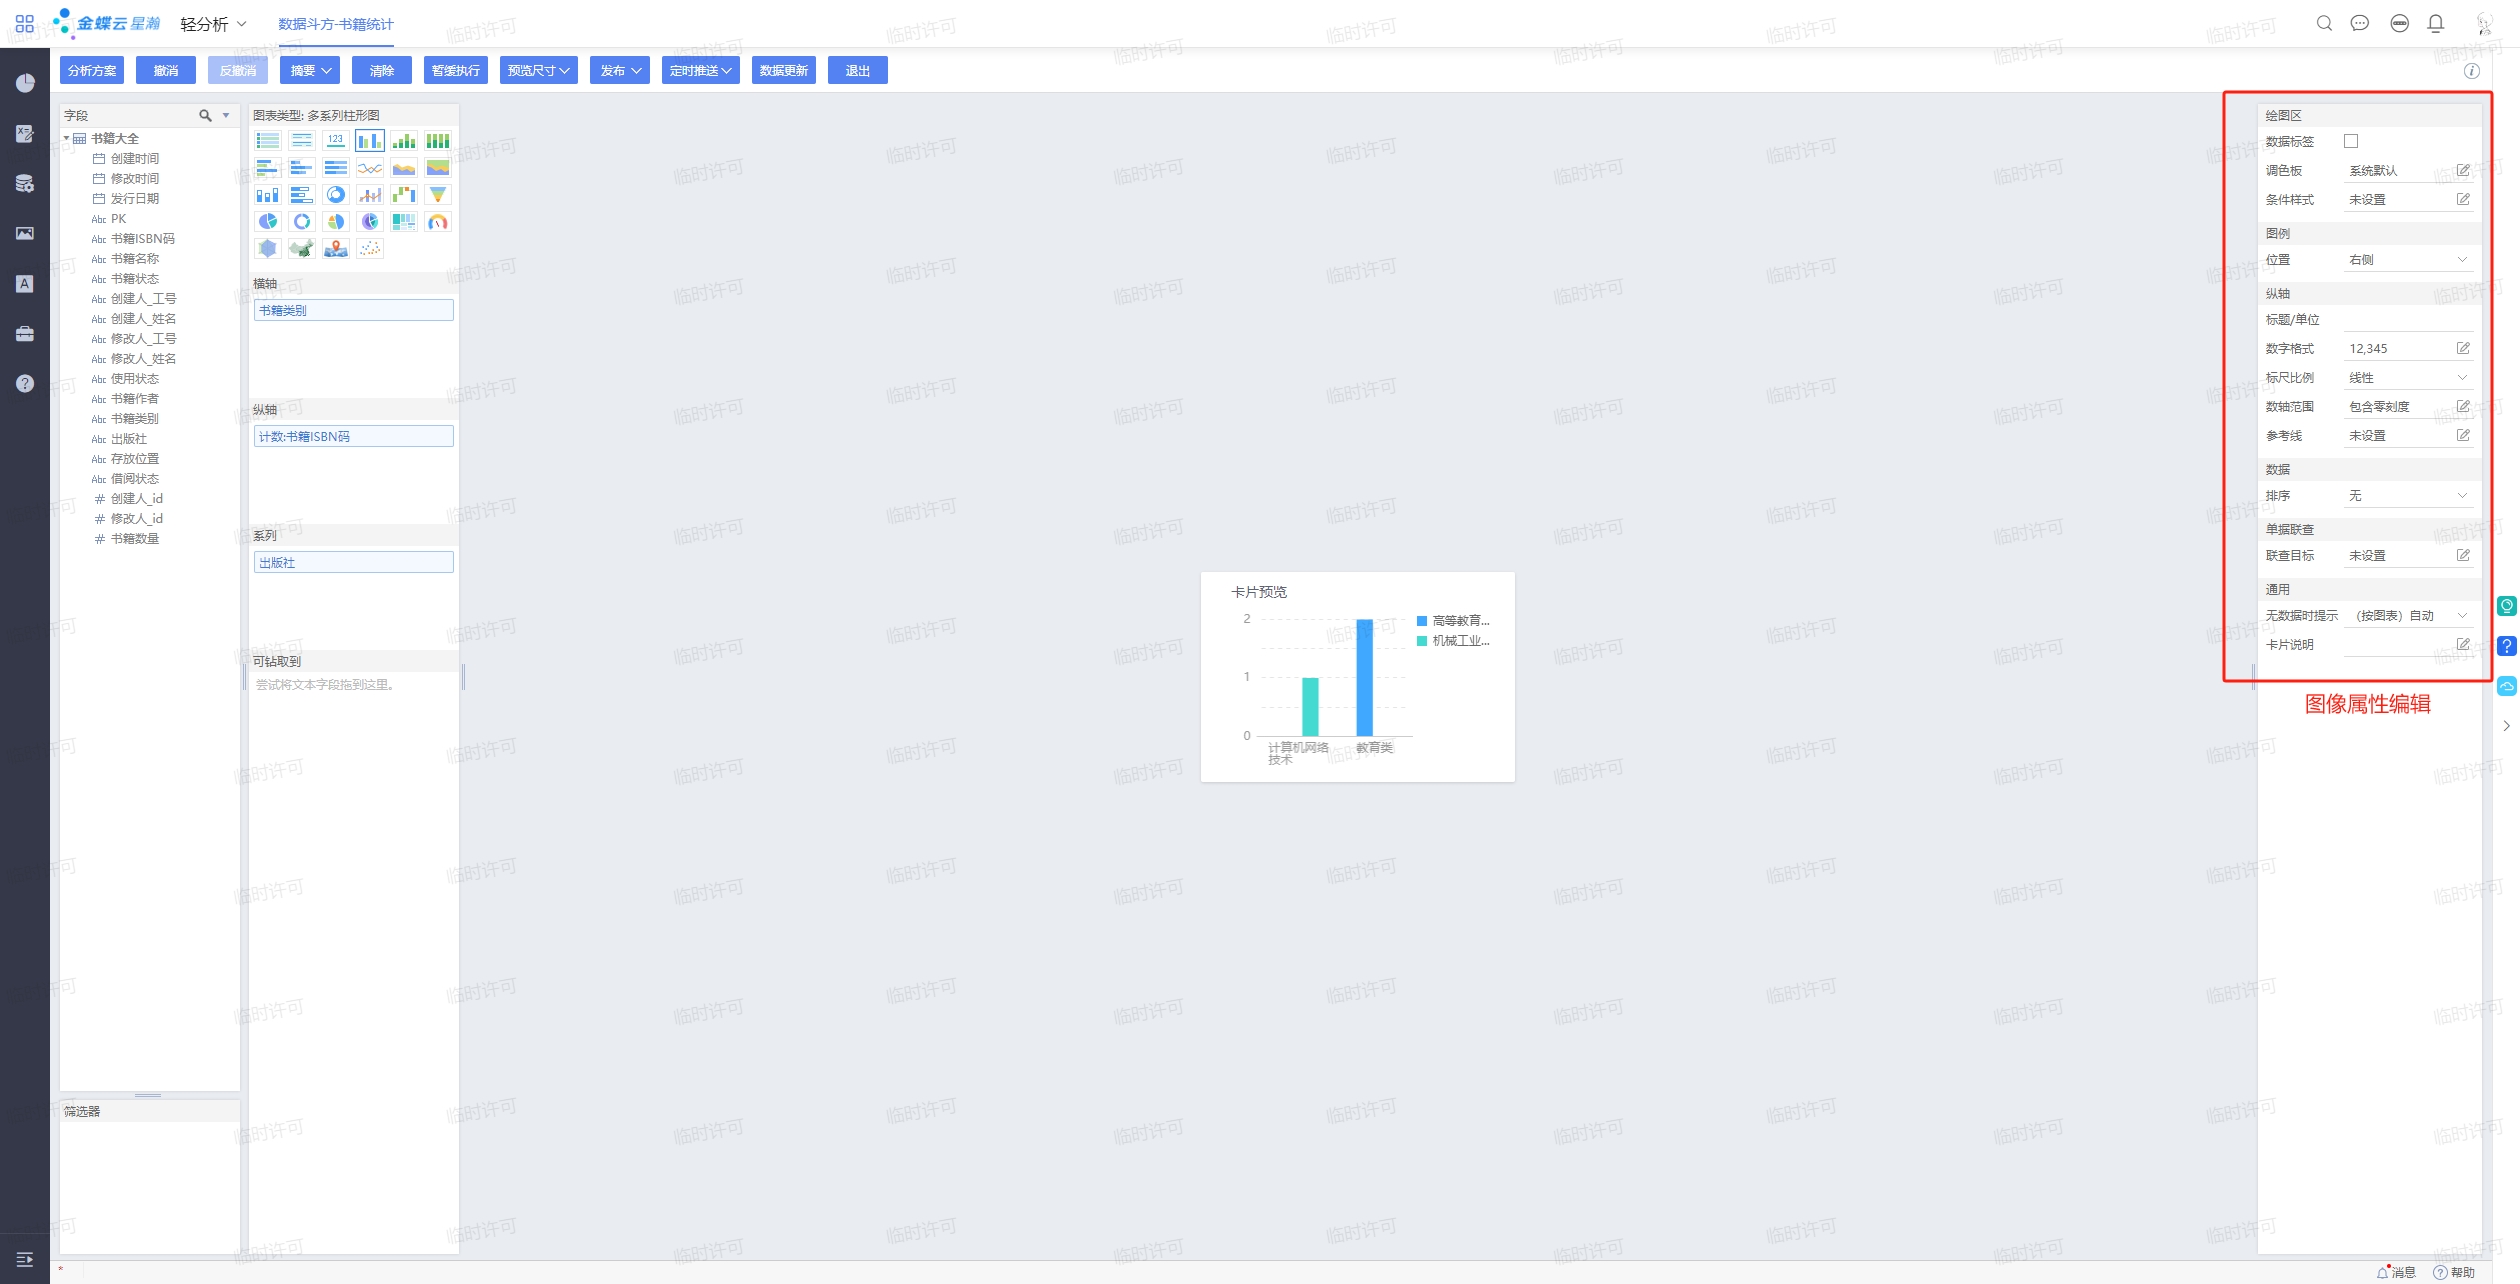 金蝶云 星瀚
轻分析
数据斗方-书籍统计
分析方案
撤消
反撤消
摘要
清除
暂缓执行
预览尺寸
发布
定时推送
数据更新
退出
字段
书籍大全
创建时间
修改时间
发行日期
Abc PK
Abc 书籍ISBN码
Abc 书籍名称
Abc 书籍状态
Abc 创建人_工号
Abc 创建人_姓名
Abc 修改人_工号
Abc 修改人_姓名
Abc 使用状态
Abc 书籍作者
Abc 书籍类别
Abc 出版社
Abc 存放位置
Abc 借阅状态
# 创建人_id
# 修改人_id
# 书籍数量
筛选器
图表类型: 多系列柱形图
123
横轴
书籍类别
纵轴
计数:书籍ISBN码
系列
出版社
可钻取到
尝试将文本字段拖到这里。
卡片预览
2
1
0
计算机网络
技术
教育类
高等教育...
机械工业...
绘图区
数据标签
调色板 系统默认
条件样式 未设置
图例
位置 右侧
纵轴
标题/单位
数字格式 12,345
标尺比例 线性
数轴范围 包含零刻度
参考线 未设置
数据
排序 无
单据联查
联查目标 未设置
通用
无数据时提示 （按图表）自动
卡片说明
图像属性编辑
消息
帮助
临时许可